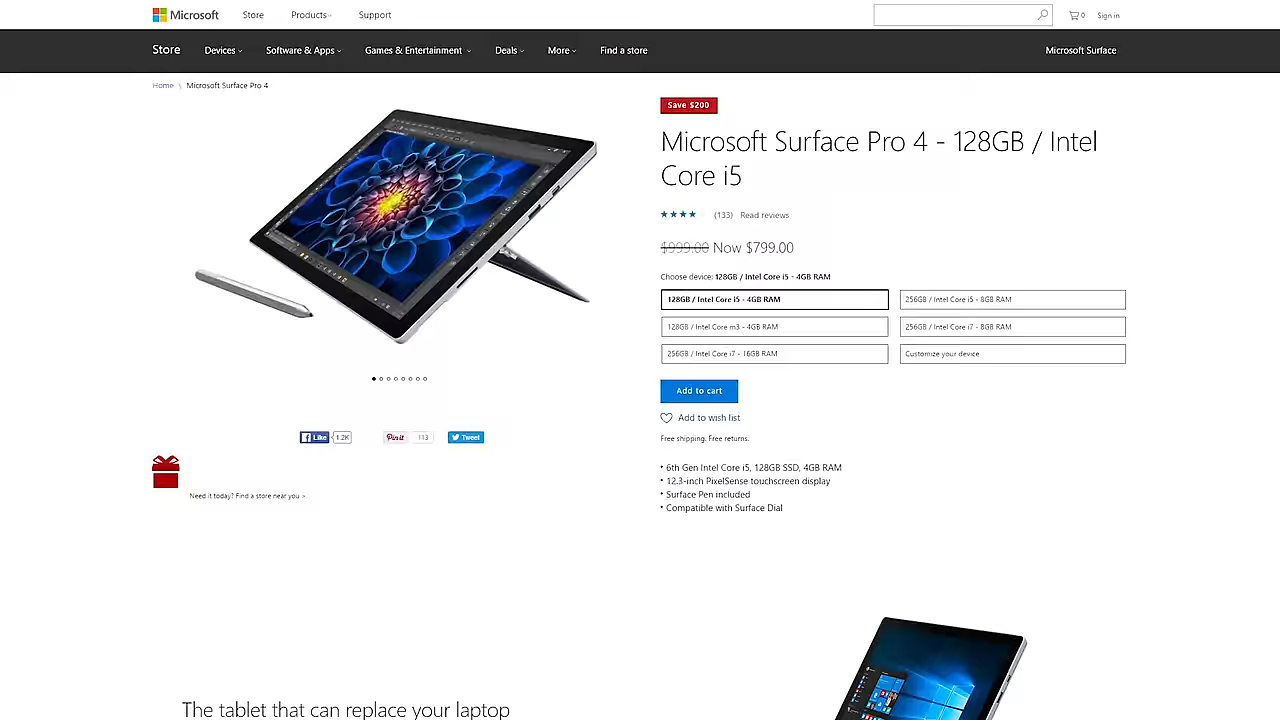 Microsoft Store Products Support 0 Sign in
Store Devices Software & Apps Games & Entertainment Deals More Find a store Microsoft Surface
Home Microsoft Surface Pro 4
Save $200
Microsoft Surface Pro 4 - 128GB / Intel
Core i5
(133) Read reviews
$999.00 Now $799.00
Choose device: 128GB / Intel Core i5 - 4GB RAM
128GB / Intel Core i5 - 4GB RAM
256GB / Intel Core i5 - 8GB RAM
128GB / Intel Core m3 - 4GB RAM
256GB / Intel Core i7 - 8GB RAM
256GB / Intel Core i7 - 16GB RAM
Customize your device
Add to cart
Add to wish list
Free shipping. Free returns.
• 6th Gen Intel Core i5, 128GB SSD, 4GB RAM
• 12.3-inch PixelSense touchscreen display
• Surface Pen included
• Compatible with Surface Dial
Like 1.2K Pin it 113 Tweet
Need it today? Find a store near you >
The tablet that can replace your laptop